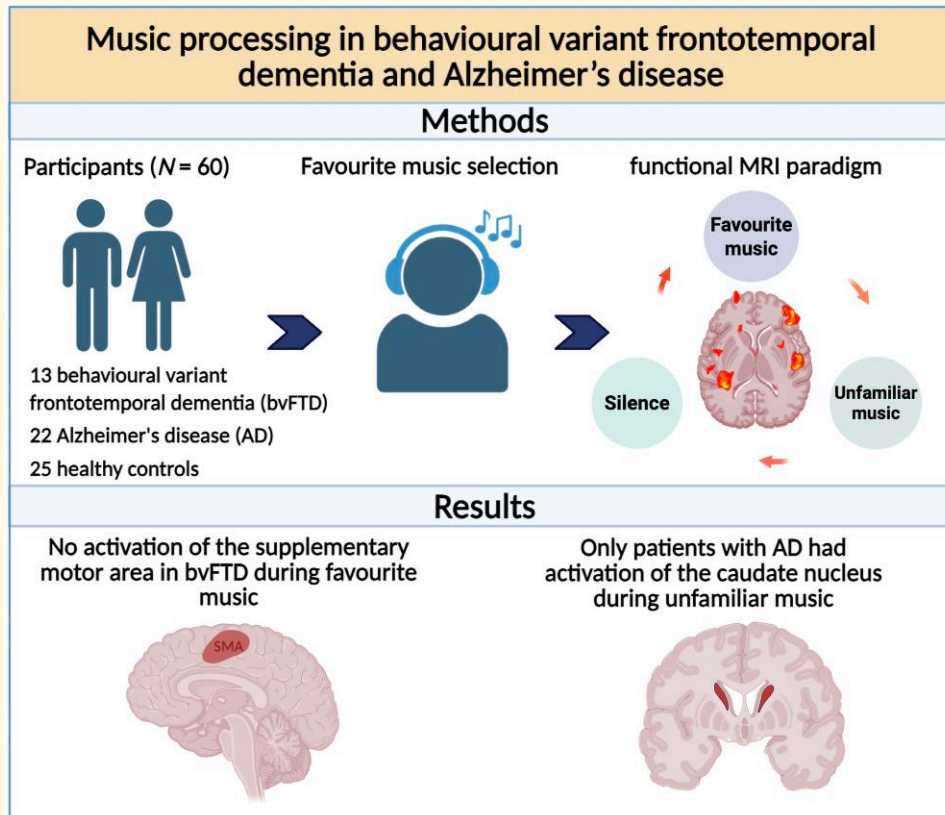 Music processing in behavioural variant frontotemporal
dementia and Alzheimer's disease
Methods
Participants (N = 60)
13 behavioural variant
frontotemporal dementia (bvFTD)
22 Alzheimer's disease (AD)
25 healthy controls
Favourite music selection
functional MRI paradigm
Favourite
music
Unfamiliar
music
Silence
Results
No activation of the supplementary
motor area in bvFTD during favourite
music
SMA
Only patients with AD had
activation of the caudate nucleus
during unfamiliar music